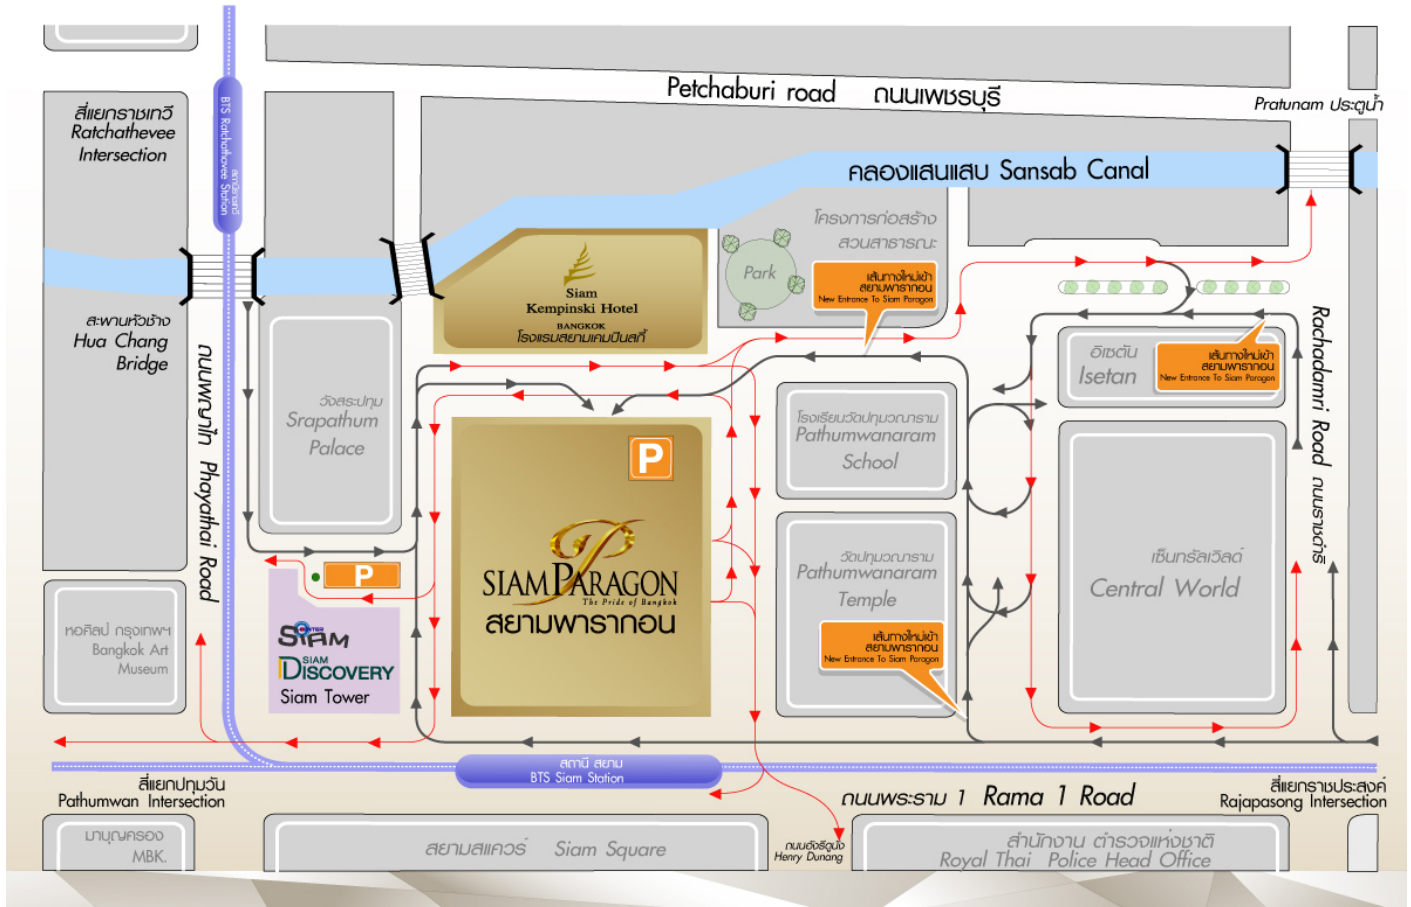 Petchaburi road ถนนเพชรบุรี
Pratunam ประตูน้ำ
สี่แยกราชเทวี
Ratchathevee
Intersection
สถานีราชเทวี
BTS Ratchathevee Station
คลองแสนแสบ Sansab Canal
โครงการก่อสร้าง
สวนสาธารณะ
Park
เส้นทางใหม่เข้า
สยามพารากอน
New Entrance To Siam Paragon
Siam
Kempinski Hotel
BANGKOK
โรงแรมสยามเคมปินสกี้
สะพานหัวช้าง
Hua Chang
Bridge
ถนนพญาไท Phayathai Road
วังสระปทุม
Srapathum
Palace
อิเซตัน
Isetan
เส้นทางใหม่เข้า
สยามพารากอน
New Entrance To Siam Paragon
Rachadamri Road ถนนราชดำริ
โรงเรียนวัดปทุมวณาราม
Pathumwanaram
School
P
SIAM PARAGON
The Pride of Bangkok
สยามพารากอน
วัดปทุมวณาราม
Pathumwanaram
Temple
เซ็นทรัลเวิลด์
Central World
P
เส้นทางใหม่เข้า
สยามพารากอน
New Entrance To Siam Paragon
หอศิลป กรุงเทพฯ
Bangkok Art
Museum
SIAM
CENTER
SIAM
DISCOVERY
Siam Tower
สถานี สยาม
BTS Siam Station
สี่แยกปทุมวัน
Pathumwan Intersection
ถนนพระราม 1 Rama 1 Road
สี่แยกราชประสงค์
Rajapasong Intersection
มาบุญครอง
MBK.
สยามสแควร์ Siam Square
ถนนอังรีดูนัง
Henry Dunang
สำนักงาน ตำรวจแห่งชาติ
Royal Thai Police Head Office